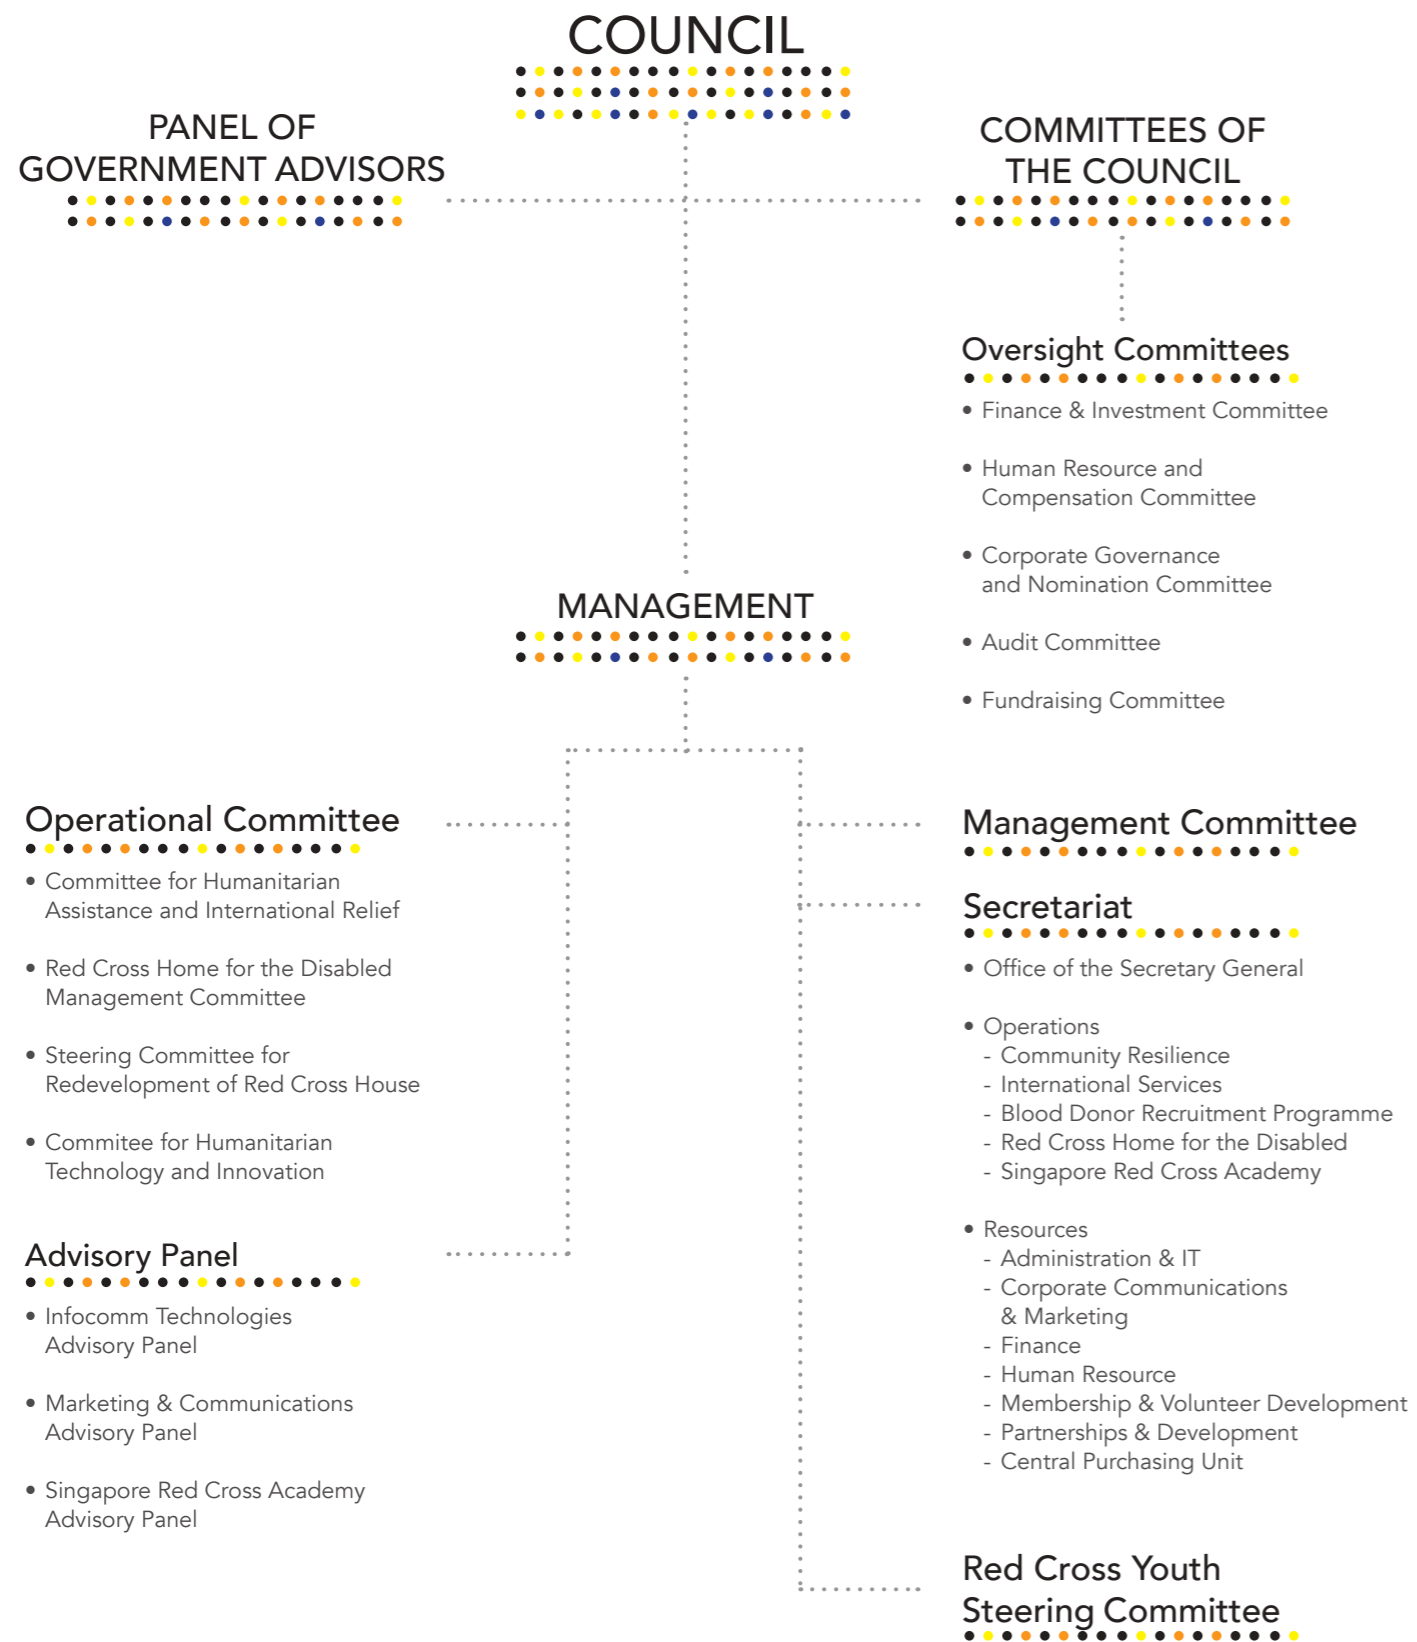 COUNCIL
PANEL OF
GOVERNMENT ADVISORS
COMMITTEES OF
THE COUNCIL
Oversight Committees
• Finance & Investment Committee
• Human Resource and
Compensation Committee
• Corporate Governance
and Nomination Committee
• Audit Committee
• Fundraising Committee
MANAGEMENT
Operational Committee
• Committee for Humanitarian
Assistance and International Relief
• Red Cross Home for the Disabled
Management Committee
• Steering Committee for
Redevelopment of Red Cross House
• Commitee for Humanitarian
Technology and Innovation
Advisory Panel
• Infocomm Technologies
Advisory Panel
• Marketing & Communications
Advisory Panel
• Singapore Red Cross Academy
Advisory Panel
Management Committee
Secretariat
• Office of the Secretary General
• Operations
- Community Resilience
- International Services
- Blood Donor Recruitment Programme
- Red Cross Home for the Disabled
- Singapore Red Cross Academy
• Resources
- Administration & IT
- Corporate Communications
& Marketing
- Finance
- Human Resource
- Membership & Volunteer Development
- Partnerships & Development
- Central Purchasing Unit
Red Cross Youth
Steering Committee